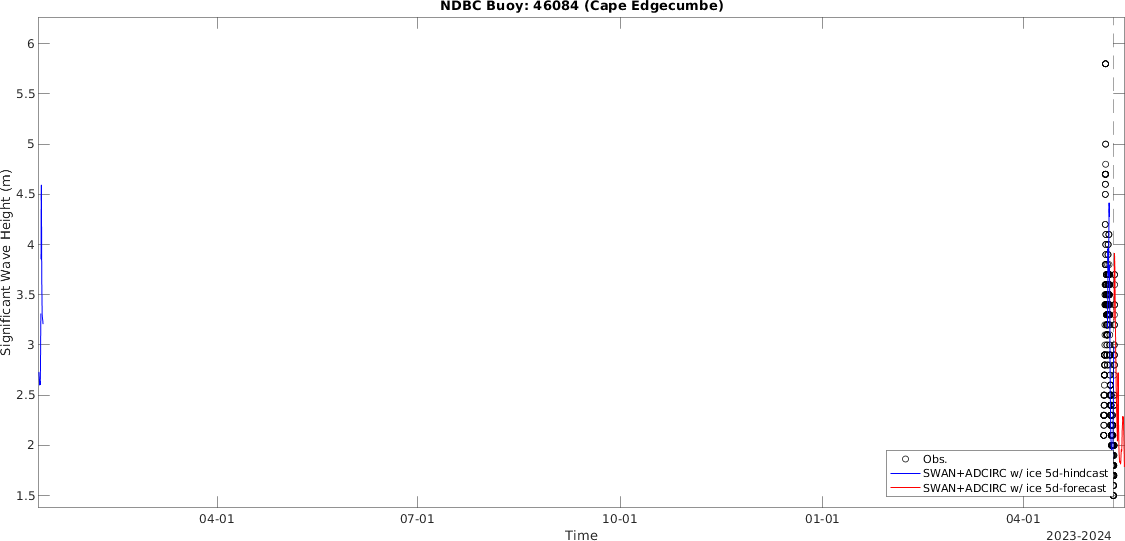 NDBC Buoy: 46084 (Cape Edgecumbe)
Significant Wave Height (m)
6
5.5
5
4.5
4
3.5
3
2.5
2
1.5
Obs.
SWAN+ADCIRC w/ ice 5d-hindcast
SWAN+ADCIRC w/ ice 5d-forecast
04-01 07-01 10-01 01-01 04-01
Time
2023-2024